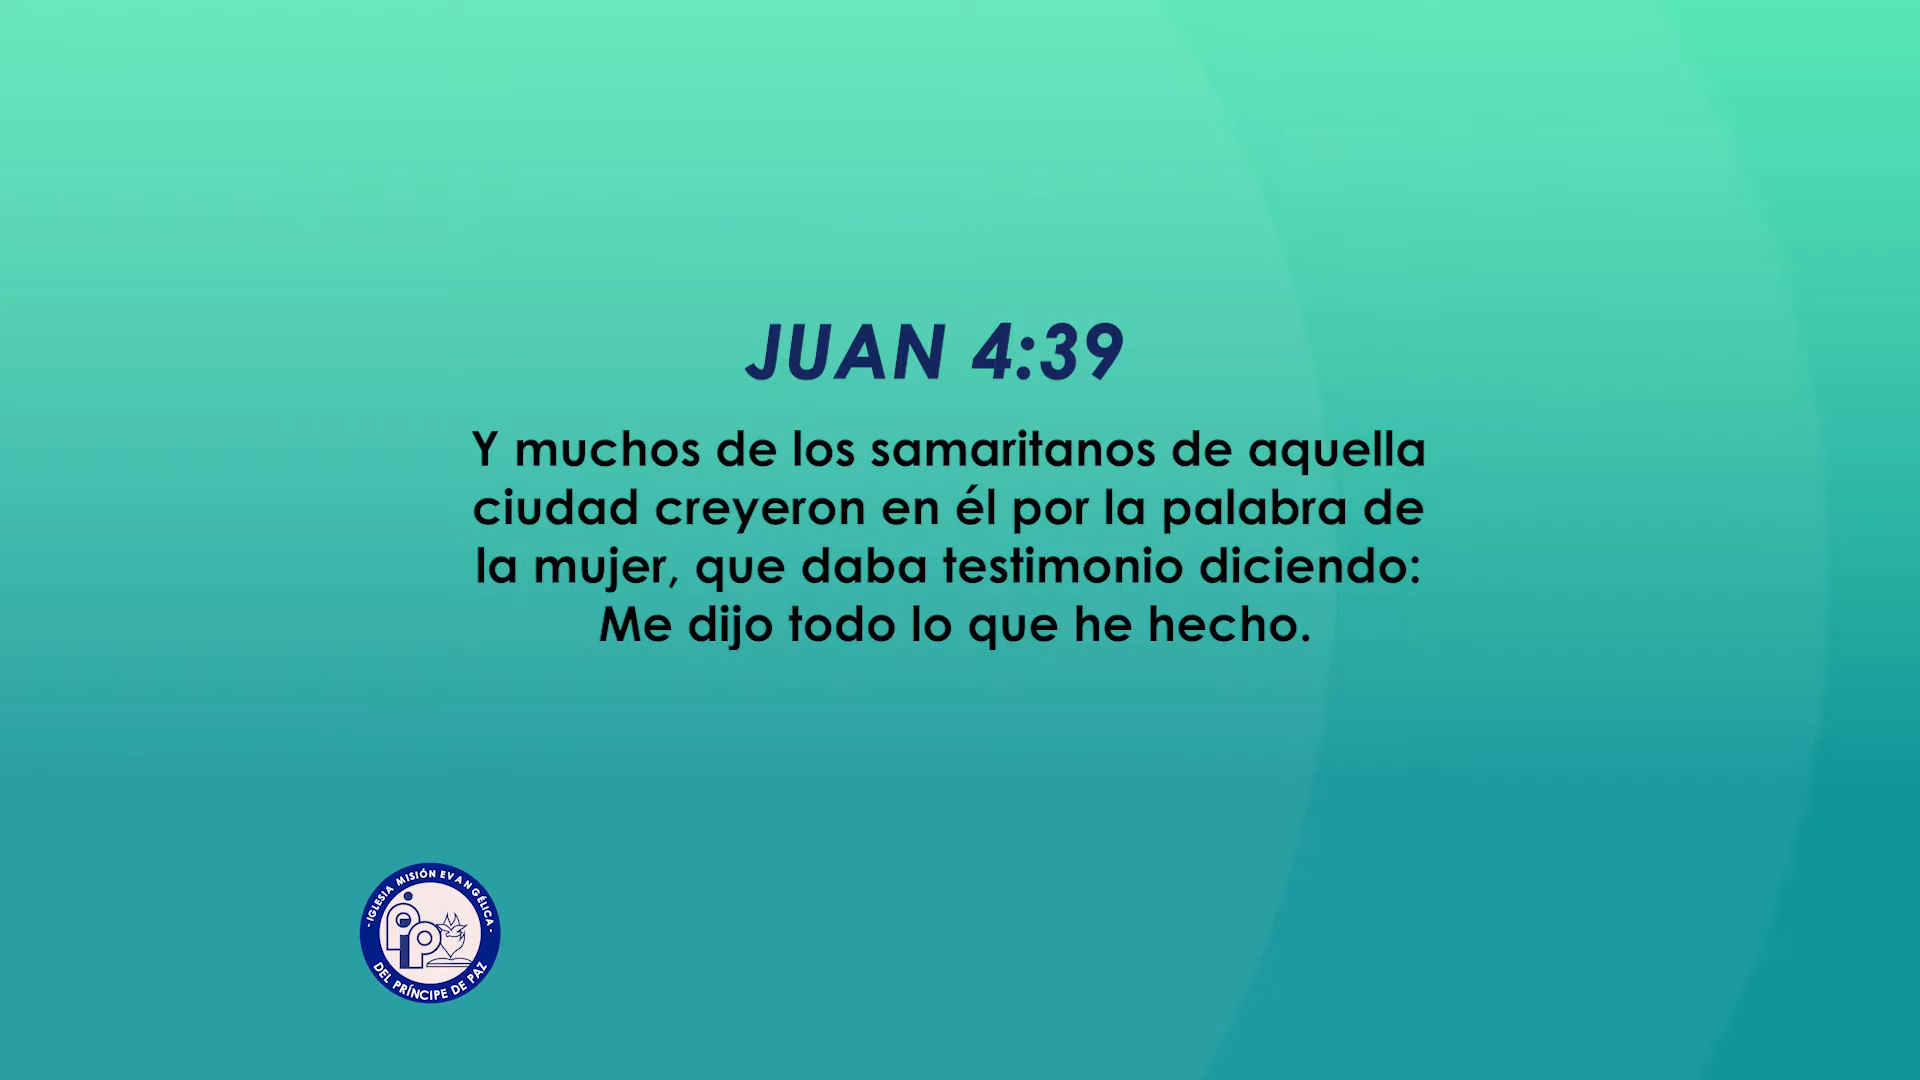 JUAN 4:39
Y muchos de los samaritanos de aquella
ciudad creyeron en él por la palabra de
la mujer, que daba testimonio diciendo:
Me dijo todo lo que he hecho.
- IGLESIA MISIÓN EVANGÉLICA -
DEL PRÍNCIPE DE PAZ